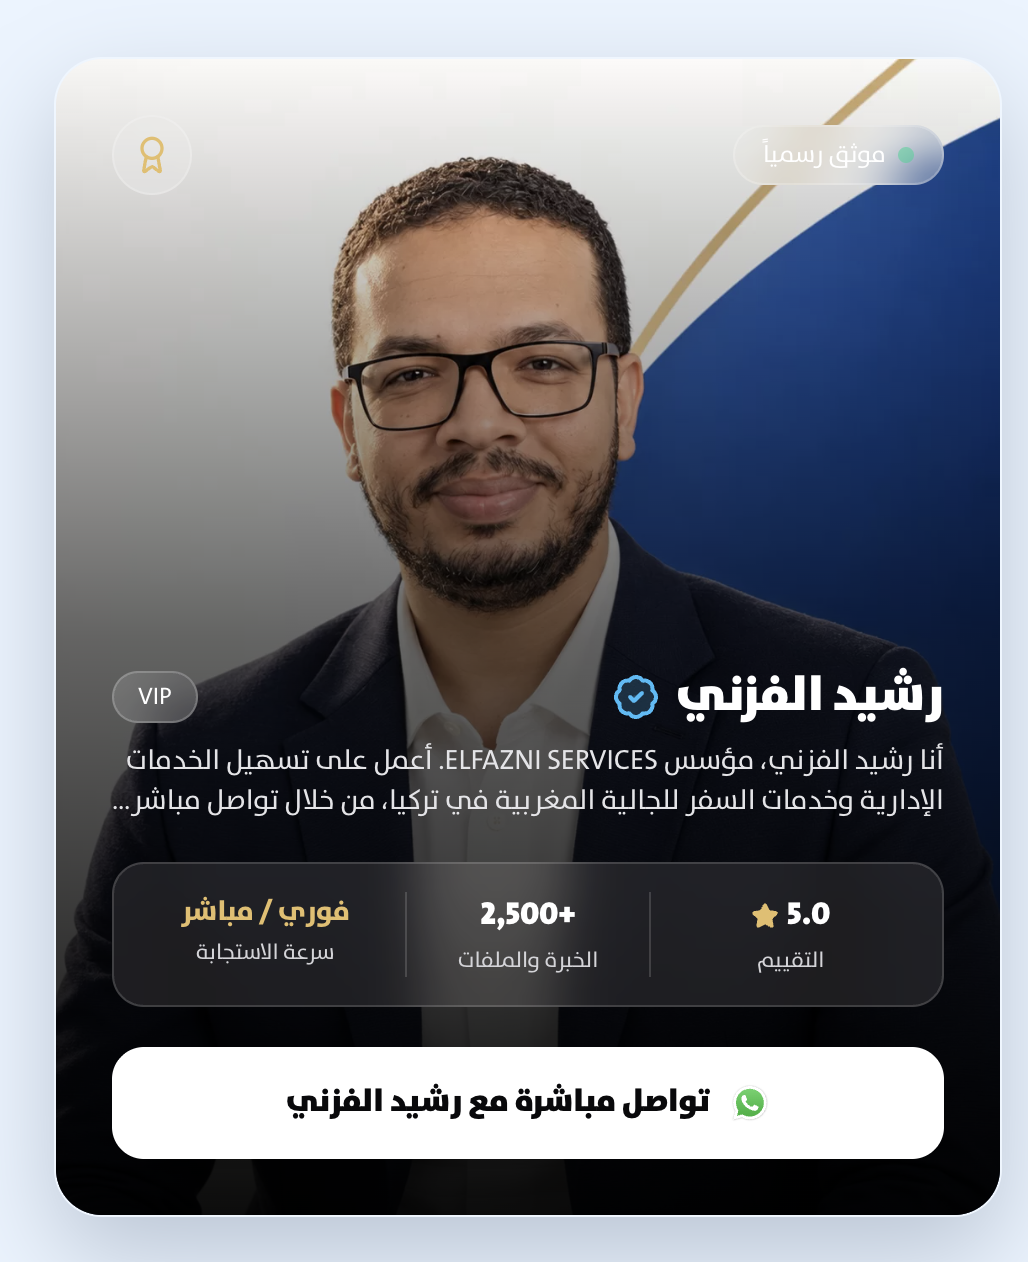 موثق رسمياً
رشيد الفزني
VIP
أنا رشيد الفزني، مؤسس ELFAZNI SERVICES. أعمل على تسهيل الخدمات
الإدارية وخدمات السفر للجالية المغربية في تركيا، من خلال تواصل مباشر...
5.0
التقييم
2,500+
الخبرة والملفات
فوري / مباشر
سرعة الاستجابة
تواصل مباشرة مع رشيد الفزني